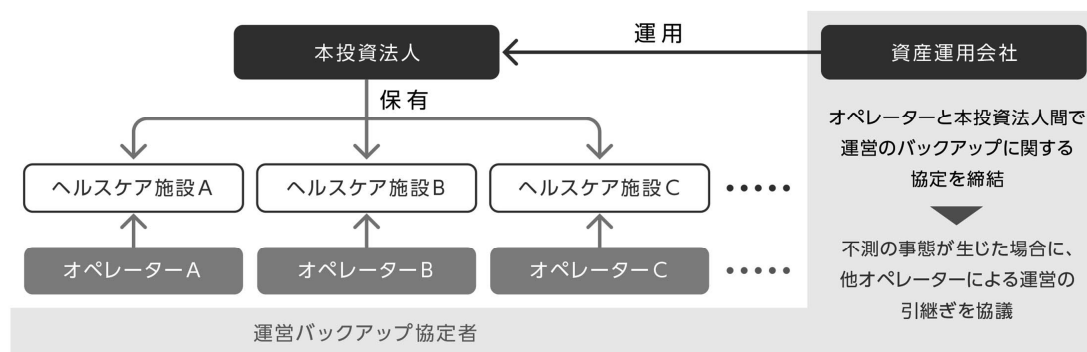 本投資法人
運用
資産運用会社
保有
オペレーターと本投資法人間で
運営のバックアップに関する
協定を締結
ヘルスケア施設A
ヘルスケア施設B
ヘルスケア施設C
•••••
オペレーターA
オペレーターB
オペレーターC
•••••
不測の事態が生じた場合に、
他オペレーターによる運営の
引継ぎを協議
運営バックアップ協定者